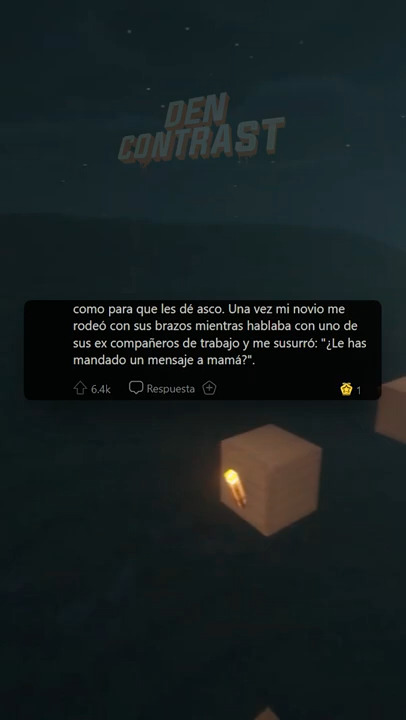 DEN
CONTRAST
como para que les dé asco. Una vez mi novio me
rodeó con sus brazos mientras hablaba con uno de
sus ex compañeros de trabajo y me susurró: "¿Le has
mandado un mensaje a mamá?".
6.4k Respuesta 1